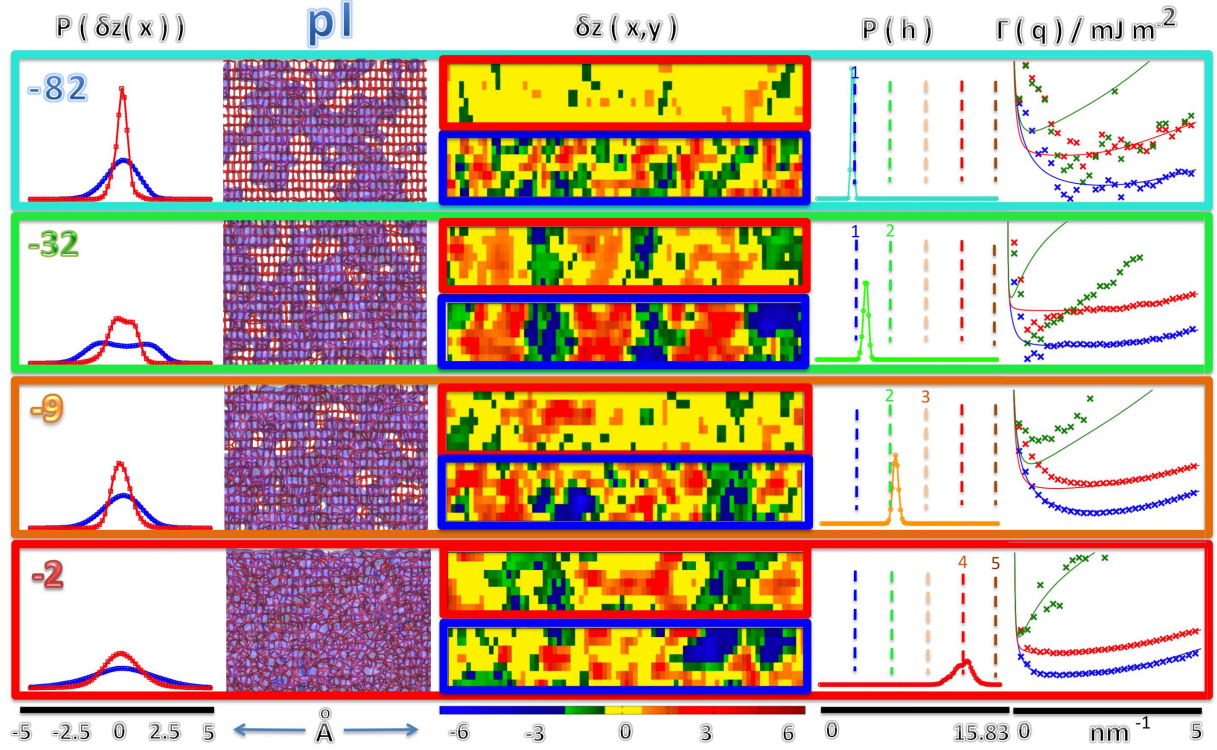 P ( δz( x ) ) pI δz ( x,y ) P ( h ) Γ ( q ) / mJ m⁻²
-82 1
-32 1 2
-9 2 3
-2 4 5
-5 -2.5 0 2.5 5 Å -6 -3 0 3 6 0 15.83 nm⁻¹ 5